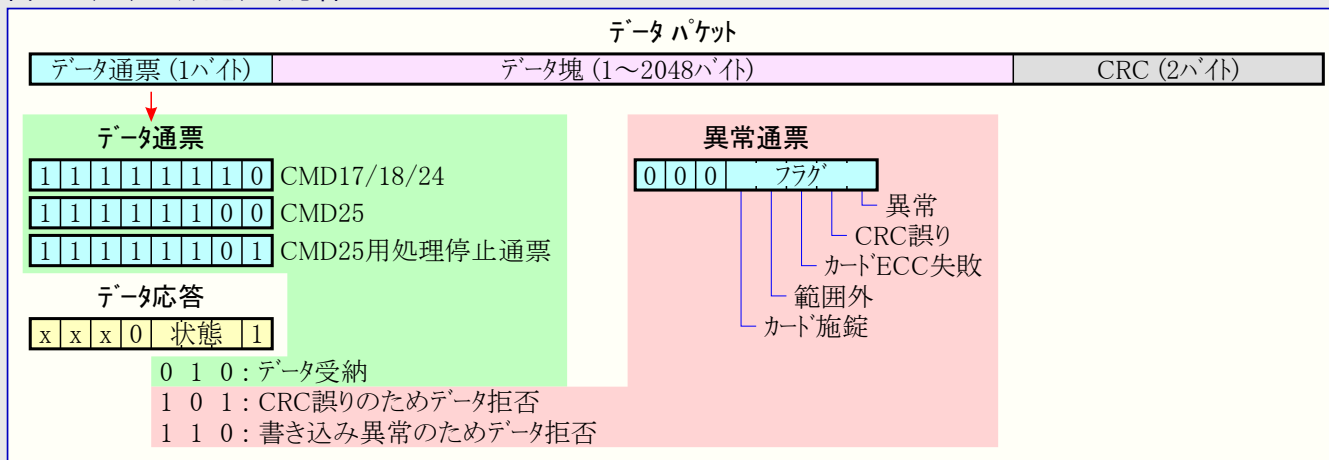 データ パケット
データ通票 (1バイト) データ塊 (1～2048バイト) CRC (2バイト)
データ通票
1 1 1 1 1 1 1 0 CMD17/18/24
1 1 1 1 1 1 0 0 CMD25
1 1 1 1 1 1 0 1 CMD25用処理停止通票
データ応答
x x x 0 状態 1
0 1 0 : データ受納
1 0 1 : CRC誤りのためデータ拒否
1 1 0 : 書き込み異常のためデータ拒否
異常通票
0 0 0 フラグ
異常
CRC誤り
カードECC失敗
範囲外
カード施錠